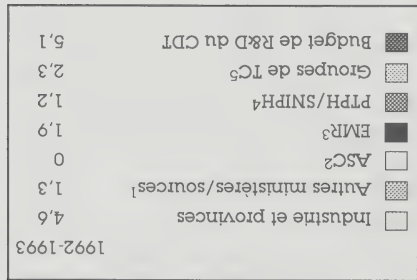 1992-1993
Industrie et provinces 4,6
Autres ministères/sources¹ 1,3
ASC² 0
EMR³ 1,9
PTPH/SNIPH⁴ 1,2
Groupes de TC⁵ 2,3
Budget de R&D du CDT 5,1